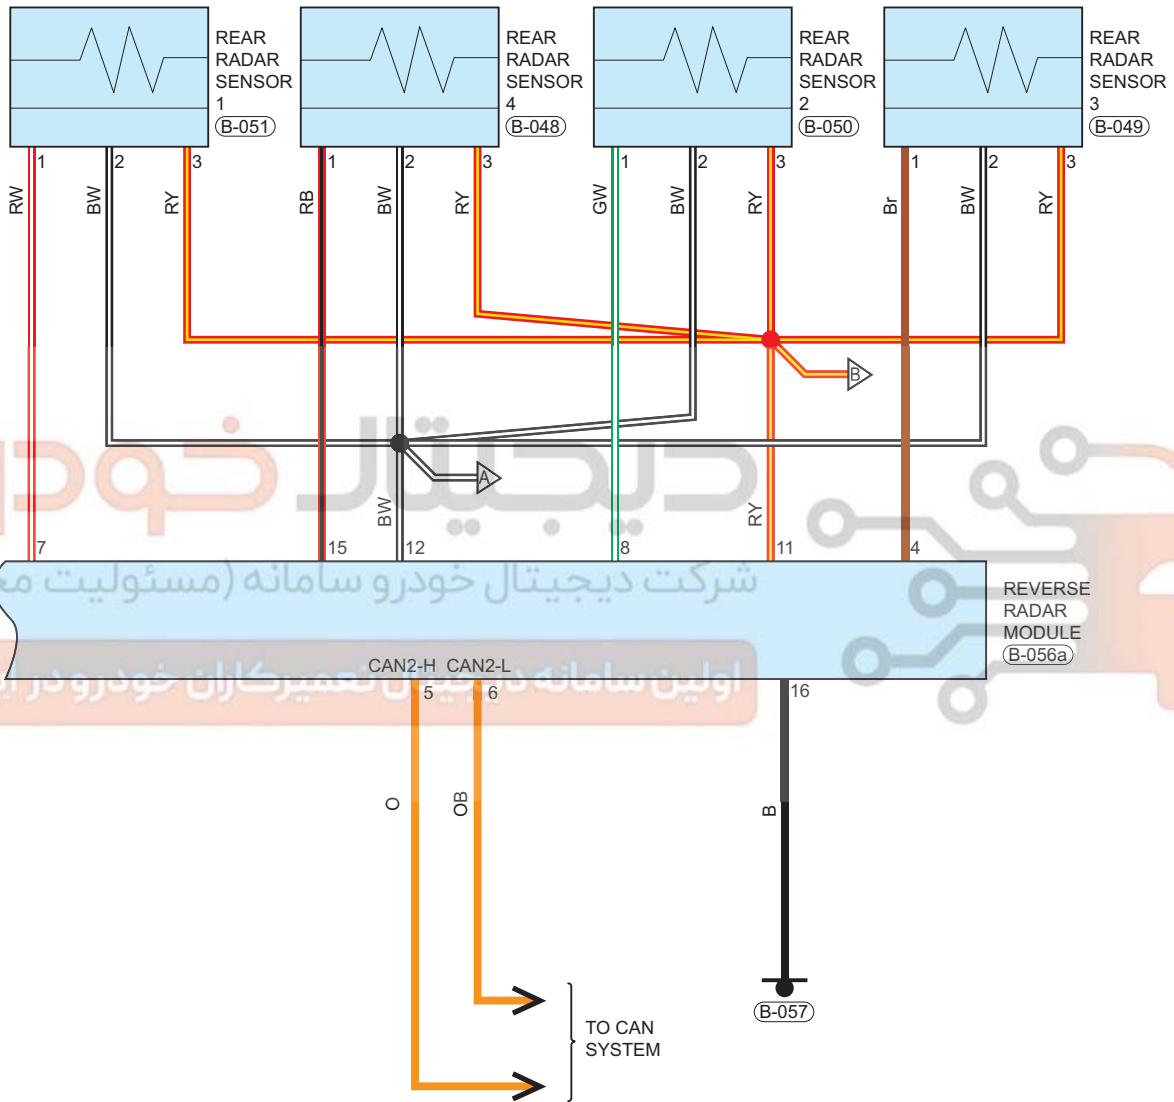 REAR
RADAR
SENSOR
1
B-051
REAR
RADAR
SENSOR
4
B-048
REAR
RADAR
SENSOR
2
B-050
REAR
RADAR
SENSOR
3
B-049
1 2 3 1 2 3 1 2 3 1 2 3
RW BW RY RB BW RY GW BW RY Br BW RY
B
A
دیجیتال خودرو
BW RY
7 15 12 8 11 4
شرکت دیجیتال خودرو سامانه (مسئولیت
REVERSE
RADAR
MODULE
B-056a
CAN2-H CAN2-L
اولین سامانه دیجیتال تعمیرکاران خودرو در
5 6 16
O OB B
B-057
TO CAN
SYSTEM